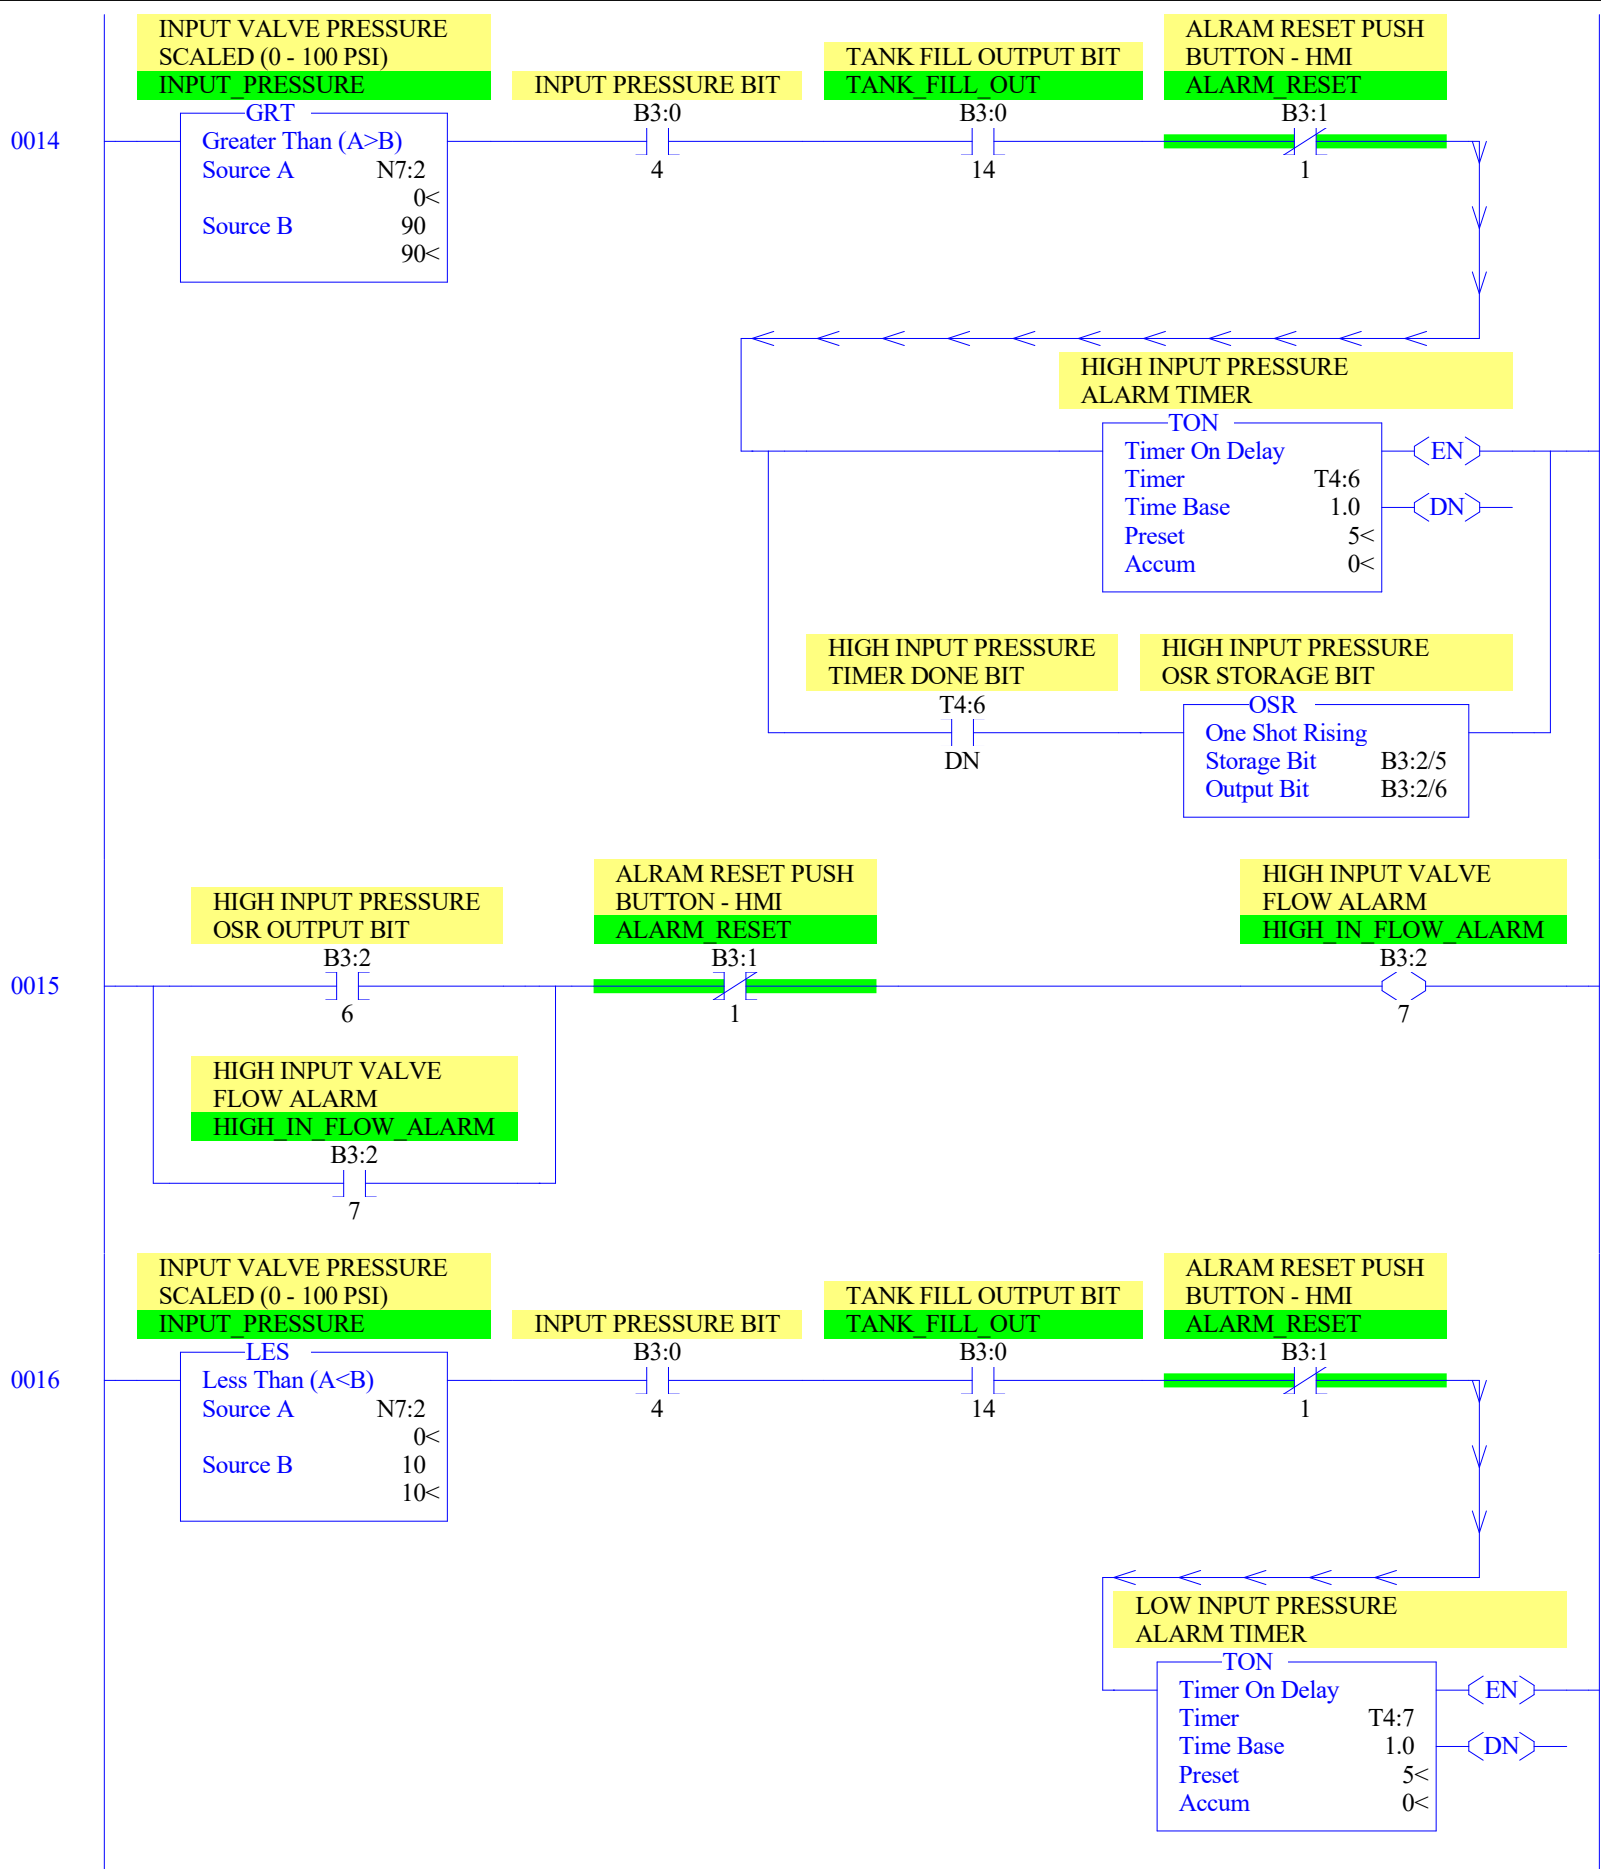 INPUT VALVE PRESSURE
SCALED (0 - 100 PSI)
INPUT_PRESSURE
INPUT PRESSURE BIT
TANK FILL OUTPUT BIT
TANK_FILL_OUT
ALRAM RESET PUSH
BUTTON - HMI
ALARM_RESET
0014
GRT
Greater Than (A>B)
Source A N7:2
0<
Source B 90
90<
B3:0
4
B3:0
14
B3:1
1
HIGH INPUT PRESSURE
ALARM TIMER
TON
Timer On Delay
Timer T4:6
Time Base 1.0
Preset 5<
Accum 0<
EN
DN
HIGH INPUT PRESSURE
TIMER DONE BIT
T4:6
DN
HIGH INPUT PRESSURE
OSR STORAGE BIT
OSR
One Shot Rising
Storage Bit B3:2/5
Output Bit B3:2/6
0015
HIGH INPUT PRESSURE
OSR OUTPUT BIT
B3:2
6
ALRAM RESET PUSH
BUTTON - HMI
ALARM_RESET
B3:1
1
HIGH INPUT VALVE
FLOW ALARM
HIGH_IN_FLOW_ALARM
B3:2
7
HIGH INPUT VALVE
FLOW ALARM
HIGH_IN_FLOW_ALARM
B3:2
7
INPUT VALVE PRESSURE
SCALED (0 - 100 PSI)
INPUT_PRESSURE
INPUT PRESSURE BIT
TANK FILL OUTPUT BIT
TANK_FILL_OUT
ALRAM RESET PUSH
BUTTON - HMI
ALARM_RESET
0016
LES
Less Than (A<B)
Source A N7:2
0<
Source B 10
10<
B3:0
4
B3:0
14
B3:1
1
LOW INPUT PRESSURE
ALARM TIMER
TON
Timer On Delay
Timer T4:7
Time Base 1.0
Preset 5<
Accum 0<
EN
DN